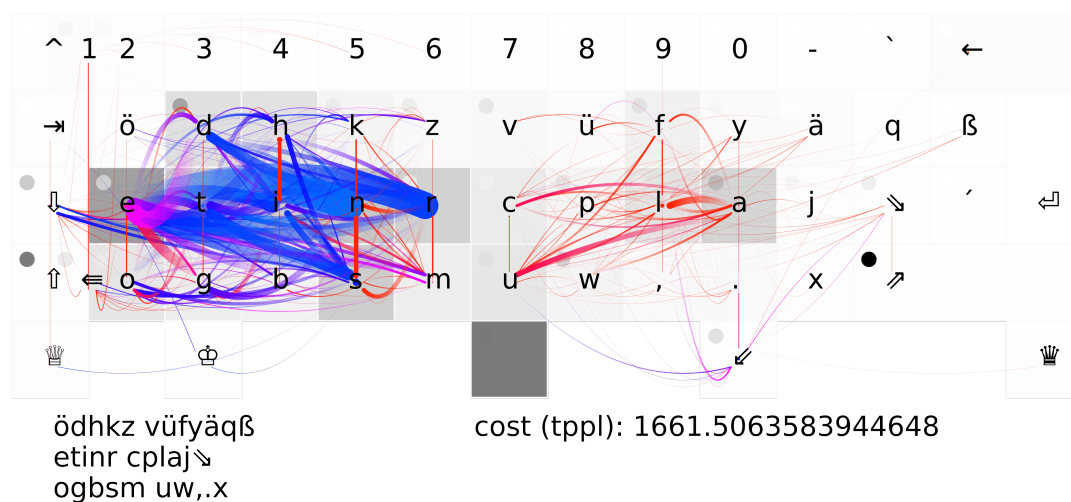 ^ 1 2 3 4 5 6 7 8 9 0 - ` ←
⇥ ö d h k z v ü f y ä q ß
⇩ e t i n r c p l a j ⇘ ´ ⏎
⇧ ⇚ o g b s m u w , . x ⇗
♕ ♔ ⇙ ♛
ödhkz vüfyäqß
cost (tppl): 1661.5063583944648
etinr cplaj⇘
ogbsm uw,.x